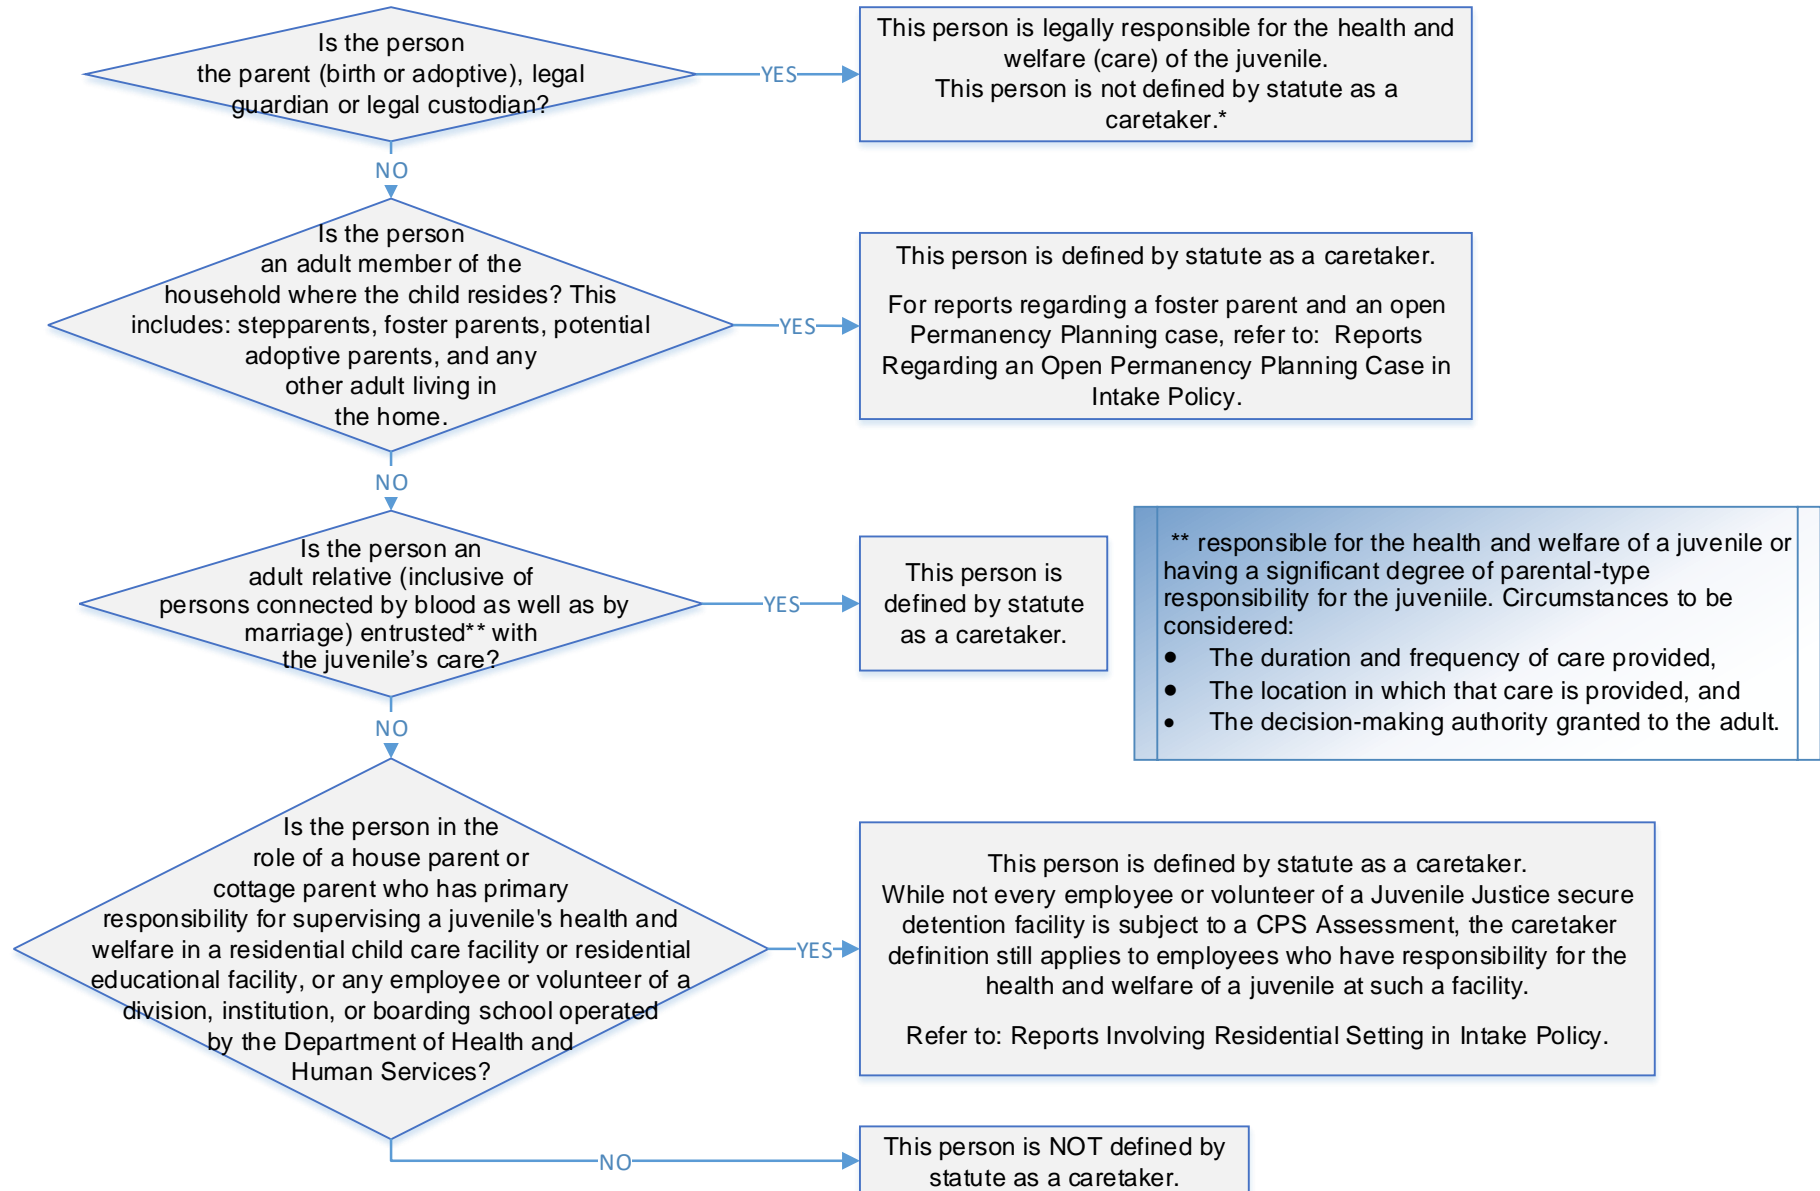 Is the person
the parent (birth or adoptive), legal
guardian or legal custodian?
YES
This person is legally responsible for the health and
welfare (care) of the juvenile.
This person is not defined by statute as a
caretaker.*
NO
Is the person
an adult member of the
household where the child resides? This
includes: stepparents, foster parents, potential
adoptive parents, and any
other adult living in
the home.
YES
This person is defined by statute as a caretaker.
For reports regarding a foster parent and an open
Permanency Planning case, refer to: Reports
Regarding an Open Permanency Planning Case in
Intake Policy.
NO
Is the person an
adult relative (inclusive of
persons connected by blood as well as by
marriage) entrusted** with
the juvenile's care?
YES
This person is
defined by statute
as a caretaker.
** responsible for the health and welfare of a juvenile or
having a significant degree of parental-type
responsibility for the juveniile. Circumstances to be
considered:
● The duration and frequency of care provided,
● The location in which that care is provided, and
● The decision-making authority granted to the adult.
NO
Is the person in the
role of a house parent or
cottage parent who has primary
responsibility for supervising a juvenile's health and
welfare in a residential child care facility or residential
educational facility, or any employee or volunteer of a
division, institution, or boarding school operated
by the Department of Health and
Human Services?
YES
This person is defined by statute as a caretaker.
While not every employee or volunteer of a Juvenile Justice secure
detention facility is subject to a CPS Assessment, the caretaker
definition still applies to employees who have responsibility for the
health and welfare of a juvenile at such a facility.
Refer to: Reports Involving Residential Setting in Intake Policy.
NO
This person is NOT defined by
statute as a caretaker.